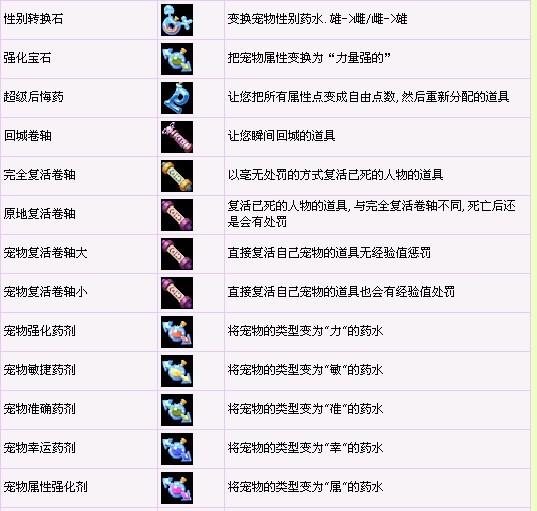 性别转换石
变换宠物性别药水.雄->雌/雌->雄
强化宝石
把宠物属性变换为“力量强的”
超级后悔药
让您把所有属性点变成自由点数,然后重新分配的道具
回城卷轴
让您瞬间回城的道具
完全复活卷轴
以毫无处罚的方式复活已死的人物的道具
原地复活卷轴
复活已死的人物的道具,与完全复活卷轴不同,死亡后还
是会有处罚
宠物复活卷轴大
直接复活自己宠物的道具无经验值惩罚
宠物复活卷轴小
直接复活自己宠物的道具也会有经验值处罚
宠物强化药剂
将宠物的类型变为“力“的药水
宠物敏捷药剂
将宠物的类型变为“敏“的药水
宠物准确药剂
将宠物的类型变为“准“的药水
宠物幸运药剂
将宠物的类型变为“幸“的药水
宠物属性强化剂
将宠物的类型变为“属“的药水